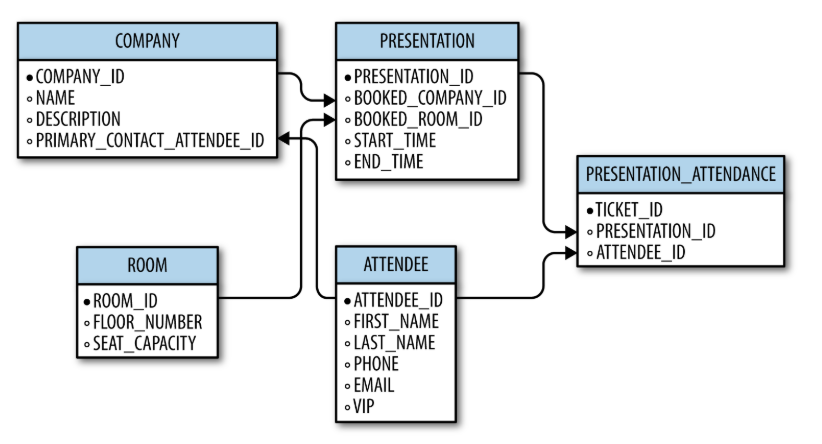 COMPANY
COMPANY_ID
NAME
DESCRIPTION
PRIMARY_CONTACT_ATTENDEE_ID
PRESENTATION
PRESENTATION_ID
BOOKED_COMPANY_ID
BOOKED_ROOM_ID
START_TIME
END_TIME
PRESENTATION_ATTENDANCE
TICKET_ID
PRESENTATION_ID
ATTENDEE_ID
ROOM
ROOM_ID
FLOOR_NUMBER
SEAT_CAPACITY
ATTENDEE
ATTENDEE_ID
FIRST_NAME
LAST_NAME
PHONE
EMAIL
VIP